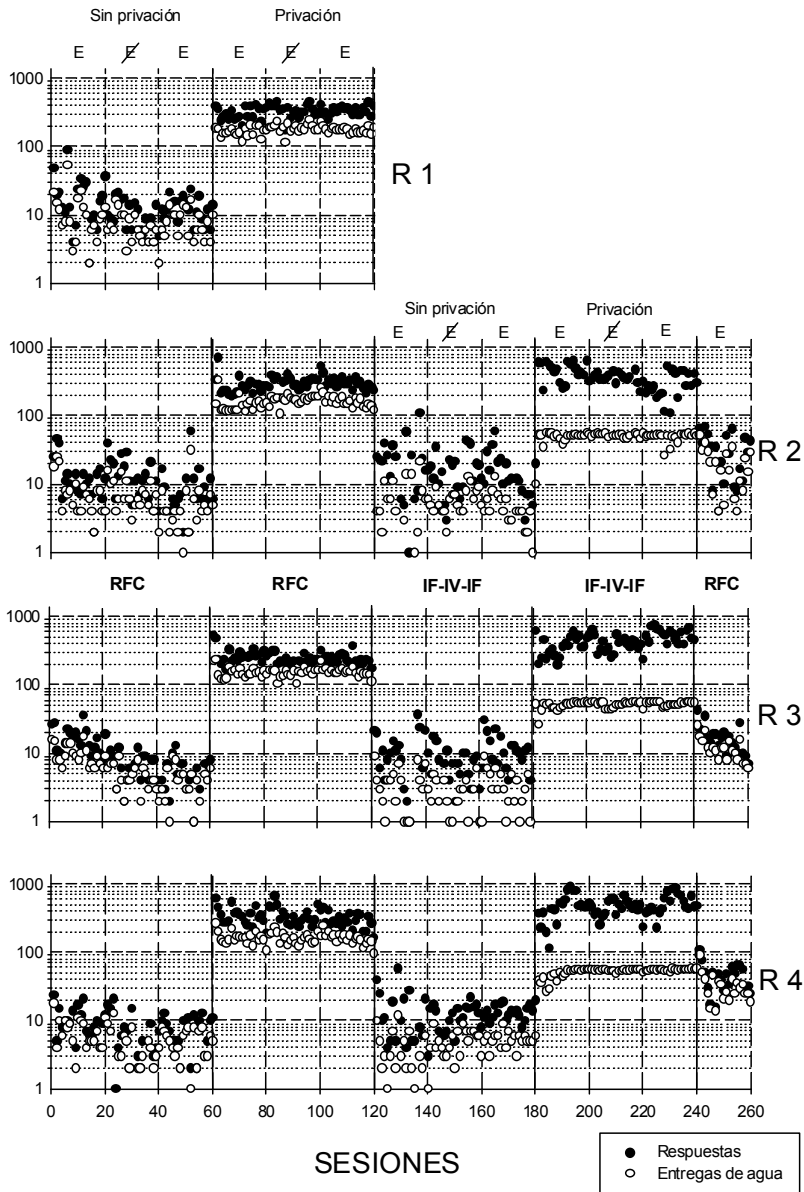 Sin privación Privación
E E E E E E
1000
100
10
1
R 1
Sin privación Privación
E E E E E E E
1000
100
10
1
R 2
RFC RFC IF-IV-IF IF-IV-IF RFC
1000
100
10
1
R 3
1000
100
10
1
R 4
0 20 40 60 80 100 120 140 160 180 200 220 240 260
SESIONES
Respuestas
Entregas de agua